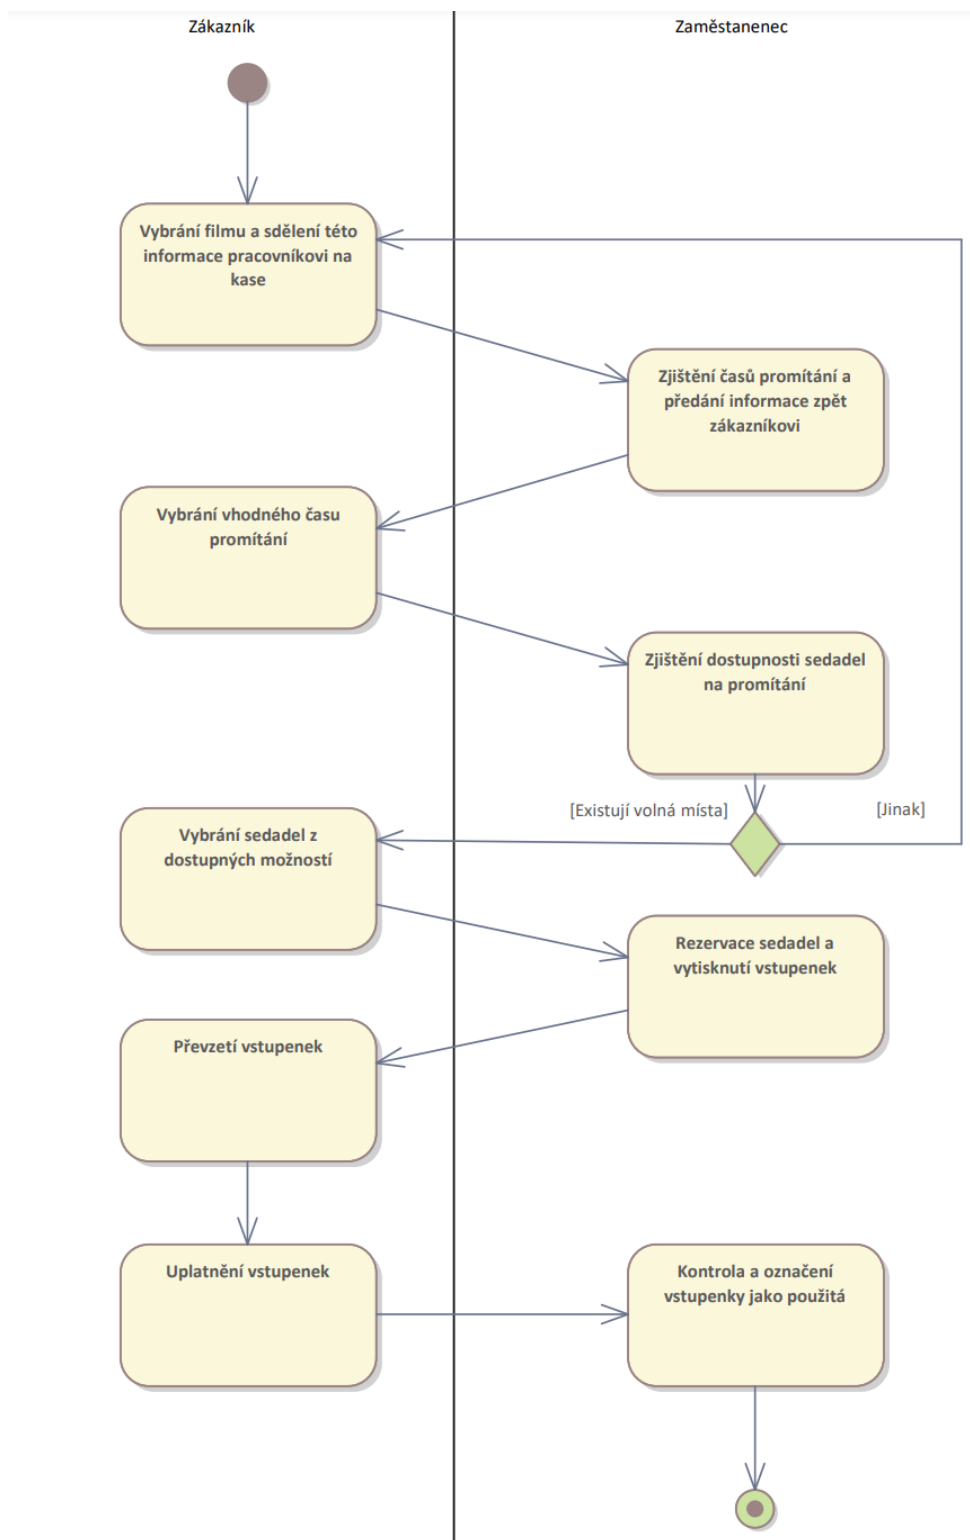 Zákazník
Zaměstanenec
Vybrání filmu a sdělení této
informace pracovníkovi na
kase
Zjištění časů promítání a
předání informace zpět
zákazníkovi
Vybrání vhodného času
promítání
Zjištění dostupnosti sedadel
na promítání
[Existují volná místa]
[Jinak]
Vybrání sedadel z
dostupných možností
Rezervace sedadel a
vytisknutí vstupenek
Převzetí vstupenek
Uplatnění vstupenek
Kontrola a označení
vstupenky jako použitá